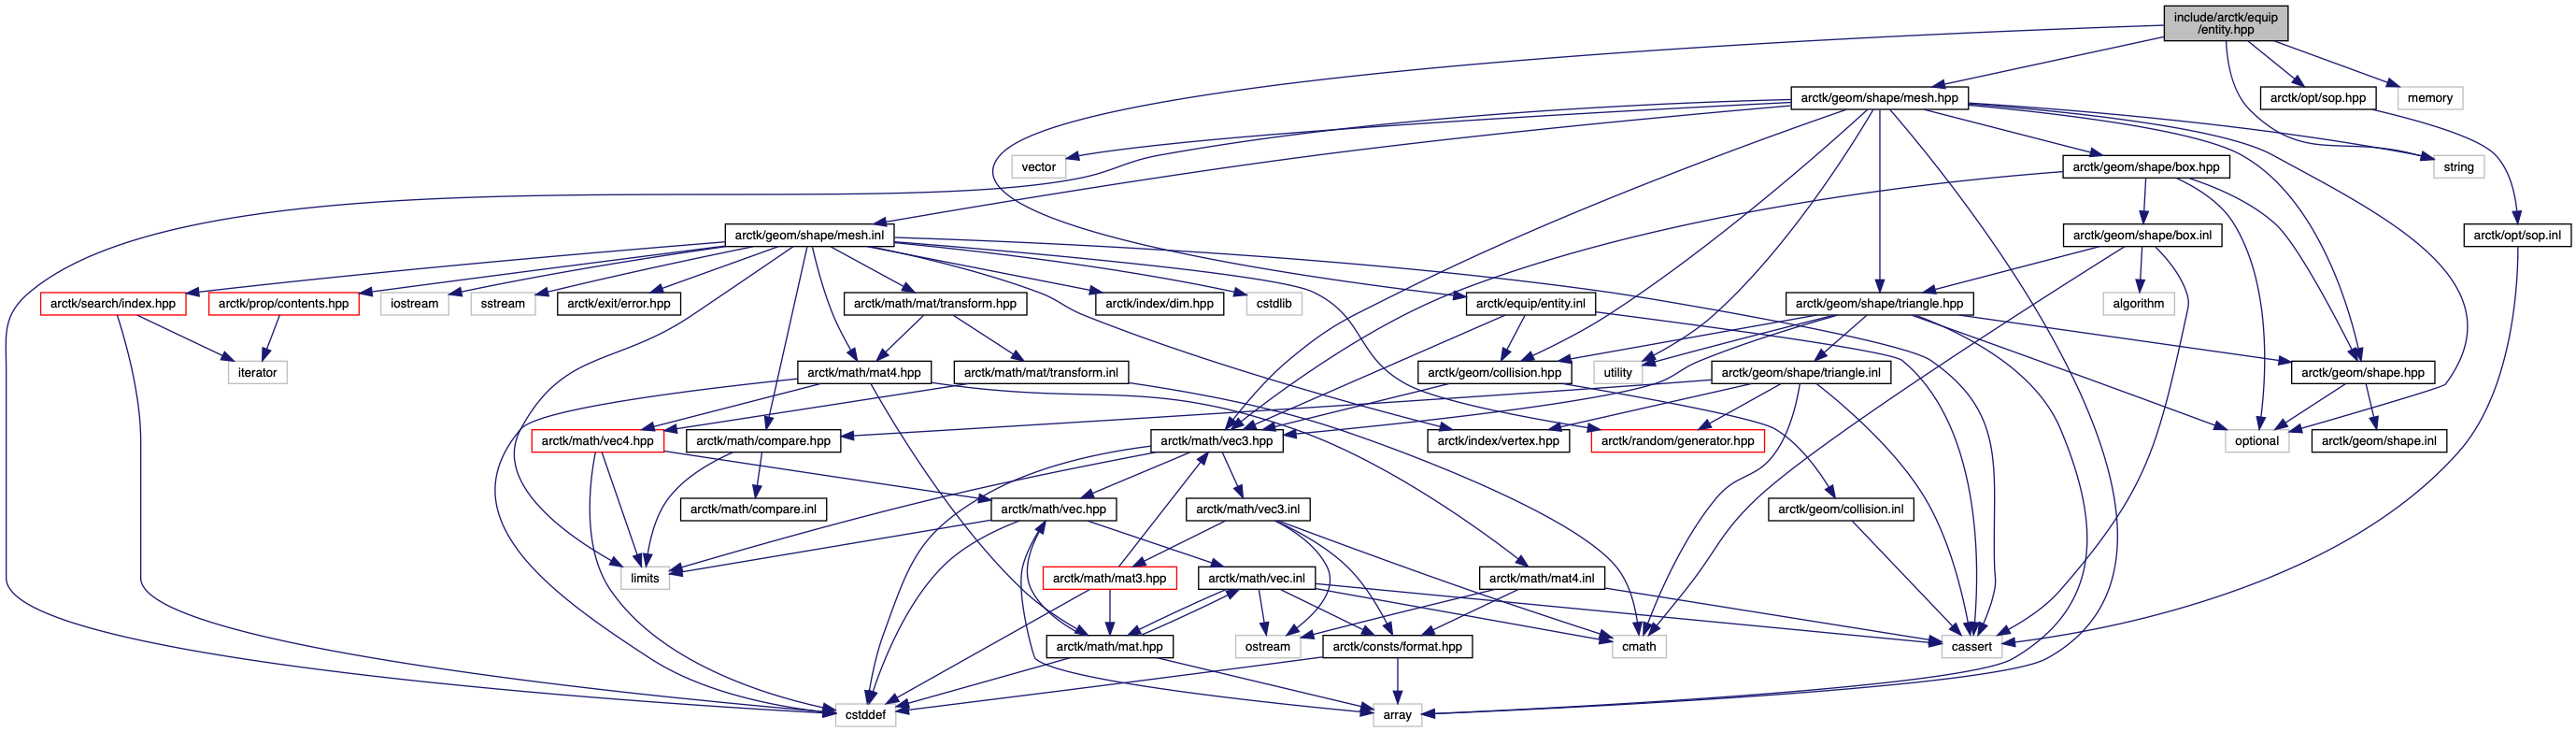 include/arctk/equip
/entity.hpp
arctk/geom/shape/mesh.hpp
arctk/opt/sop.hpp
memory
vector
arctk/geom/shape/box.hpp
string
arctk/geom/shape/mesh.inl
arctk/geom/shape/box.inl
arctk/opt/sop.inl
arctk/search/index.hpp
arctk/prop/contents.hpp
iostream
sstream
arctk/exit/error.hpp
arctk/math/mat/transform.hpp
arctk/index/dim.hpp
cstdlib
arctk/equip/entity.inl
arctk/geom/shape/triangle.hpp
algorithm
iterator
arctk/math/mat4.hpp
arctk/math/mat/transform.inl
arctk/geom/collision.hpp
utility
arctk/geom/shape/triangle.inl
arctk/geom/shape.hpp
arctk/math/vec4.hpp
arctk/math/compare.hpp
arctk/math/vec3.hpp
arctk/index/vertex.hpp
arctk/random/generator.hpp
optional
arctk/geom/shape.inl
arctk/math/compare.inl
arctk/math/vec.hpp
arctk/math/vec3.inl
arctk/geom/collision.inl
limits
arctk/math/mat3.hpp
arctk/math/vec.inl
arctk/math/mat4.inl
arctk/math/mat.hpp
ostream
arctk/consts/format.hpp
cmath
cassert
cstddef
array